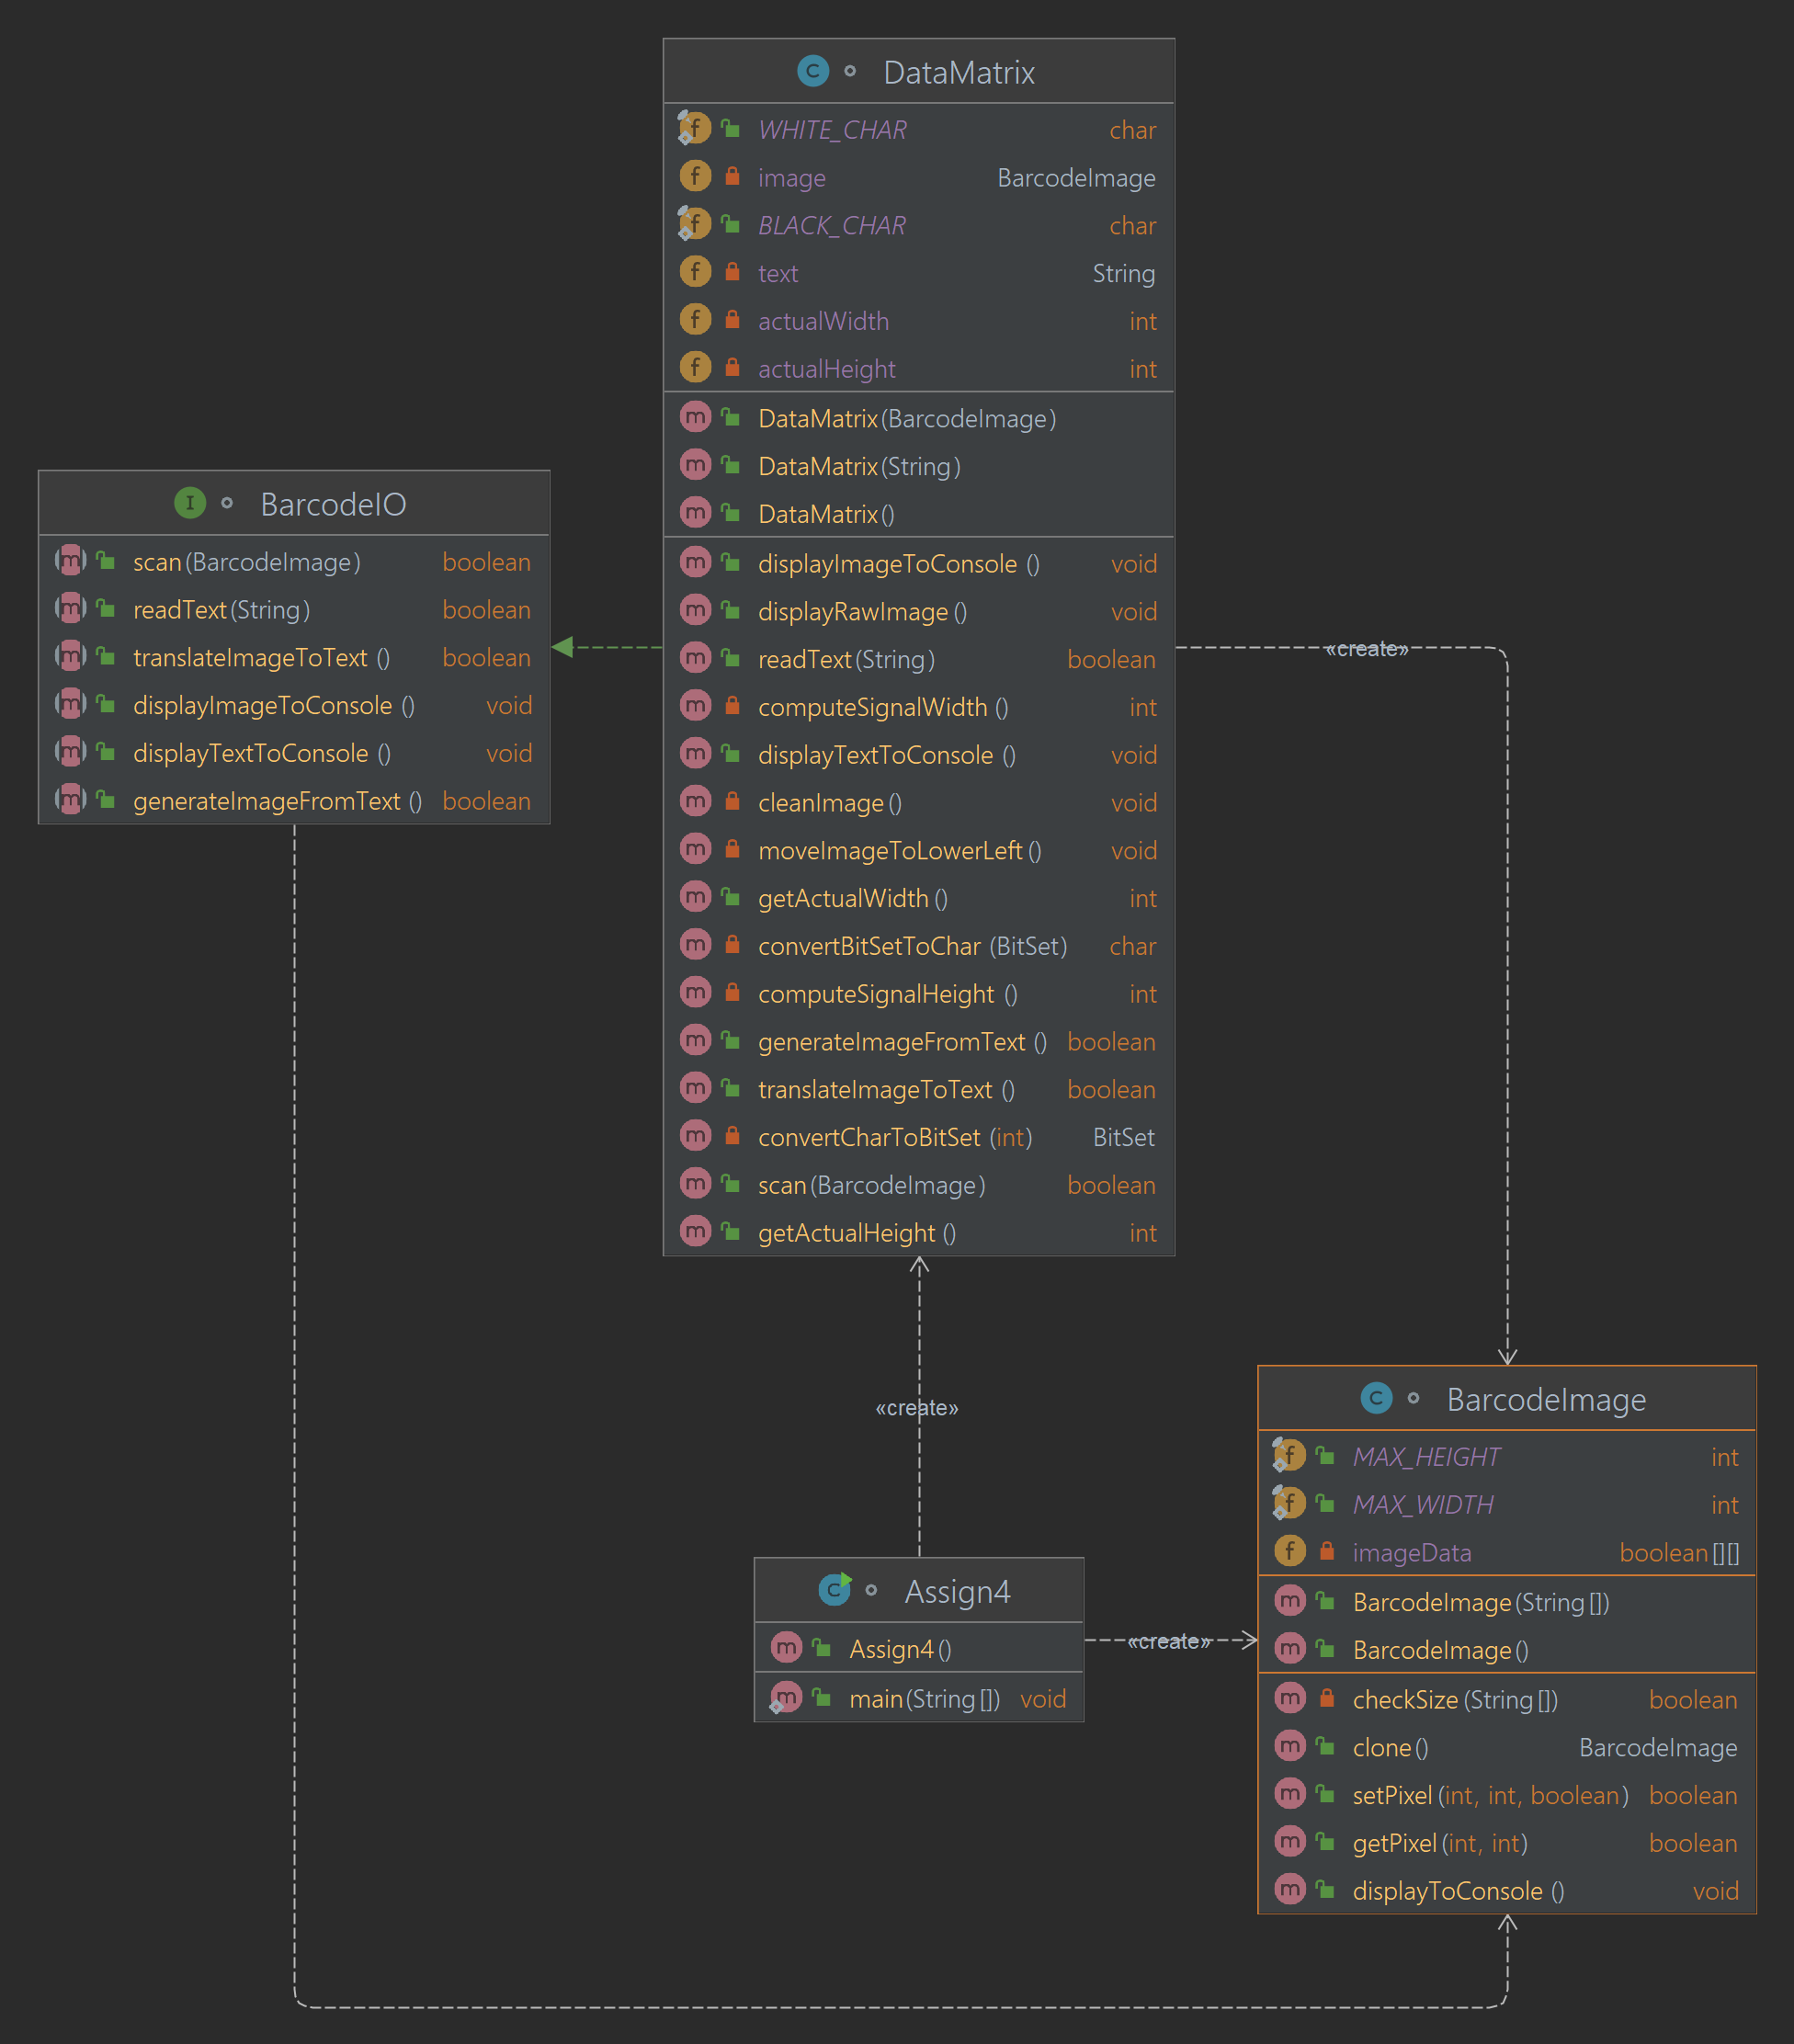 DataMatrix
WHITE_CHAR char
image BarcodeImage
BLACK_CHAR char
text String
actualWidth int
actualHeight int
DataMatrix(BarcodeImage)
DataMatrix(String)
DataMatrix()
displayImageToConsole () void
displayRawImage () void
readText(String) boolean
computeSignalWidth () int
displayTextToConsole () void
cleanImage () void
moveImageToLowerLeft () void
getActualWidth () int
convertBitSetToChar (BitSet) char
computeSignalHeight () int
generateImageFromText () boolean
translateImageToText () boolean
convertCharToBitSet (int) BitSet
scan(BarcodeImage) boolean
getActualHeight () int
BarcodeIO
scan(BarcodeImage) boolean
readText(String) boolean
translateImageToText () boolean
displayImageToConsole () void
displayTextToConsole () void
generateImageFromText () boolean
«create»
«create»
BarcodeImage
MAX_HEIGHT int
MAX_WIDTH int
imageData boolean[][]
BarcodeImage(String[])
BarcodeImage()
checkSize (String[]) boolean
clone() BarcodeImage
setPixel (int, int, boolean) boolean
getPixel (int, int) boolean
displayToConsole () void
Assign4
Assign4()
main(String[]) void
«create»